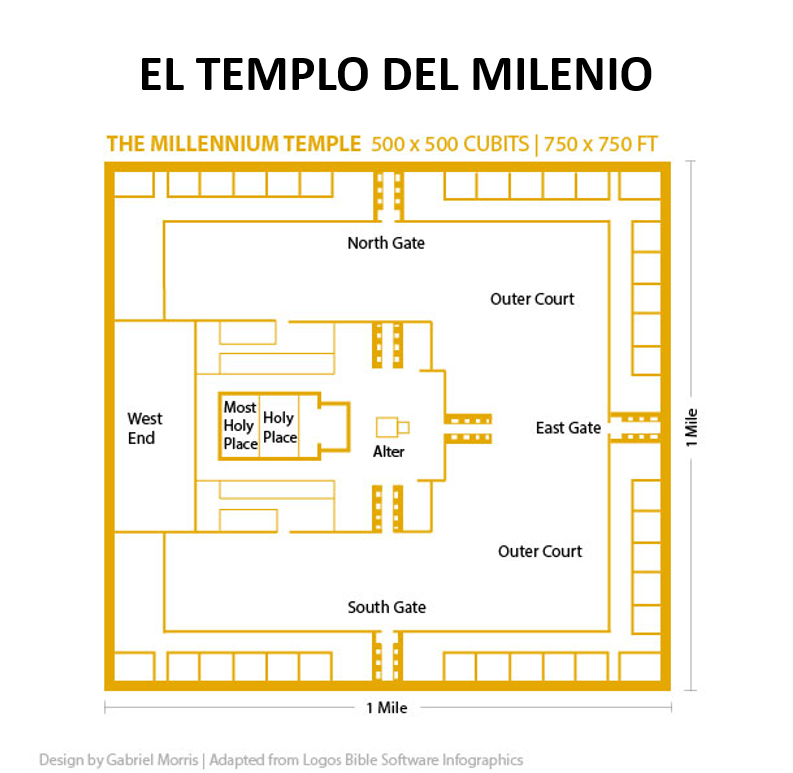 EL TEMPLO DEL MILENIO
THE MILLENNIUM TEMPLE 500 x 500 CUBITS | 750 x 750 FT
North Gate
Outer Court
West
End
Most
Holy
Place
Holy
Place
Alter
East Gate
1 Mile
Outer Court
South Gate
1 Mile
Design by Gabriel Morris | Adapted from Logos Bible Software Infographics